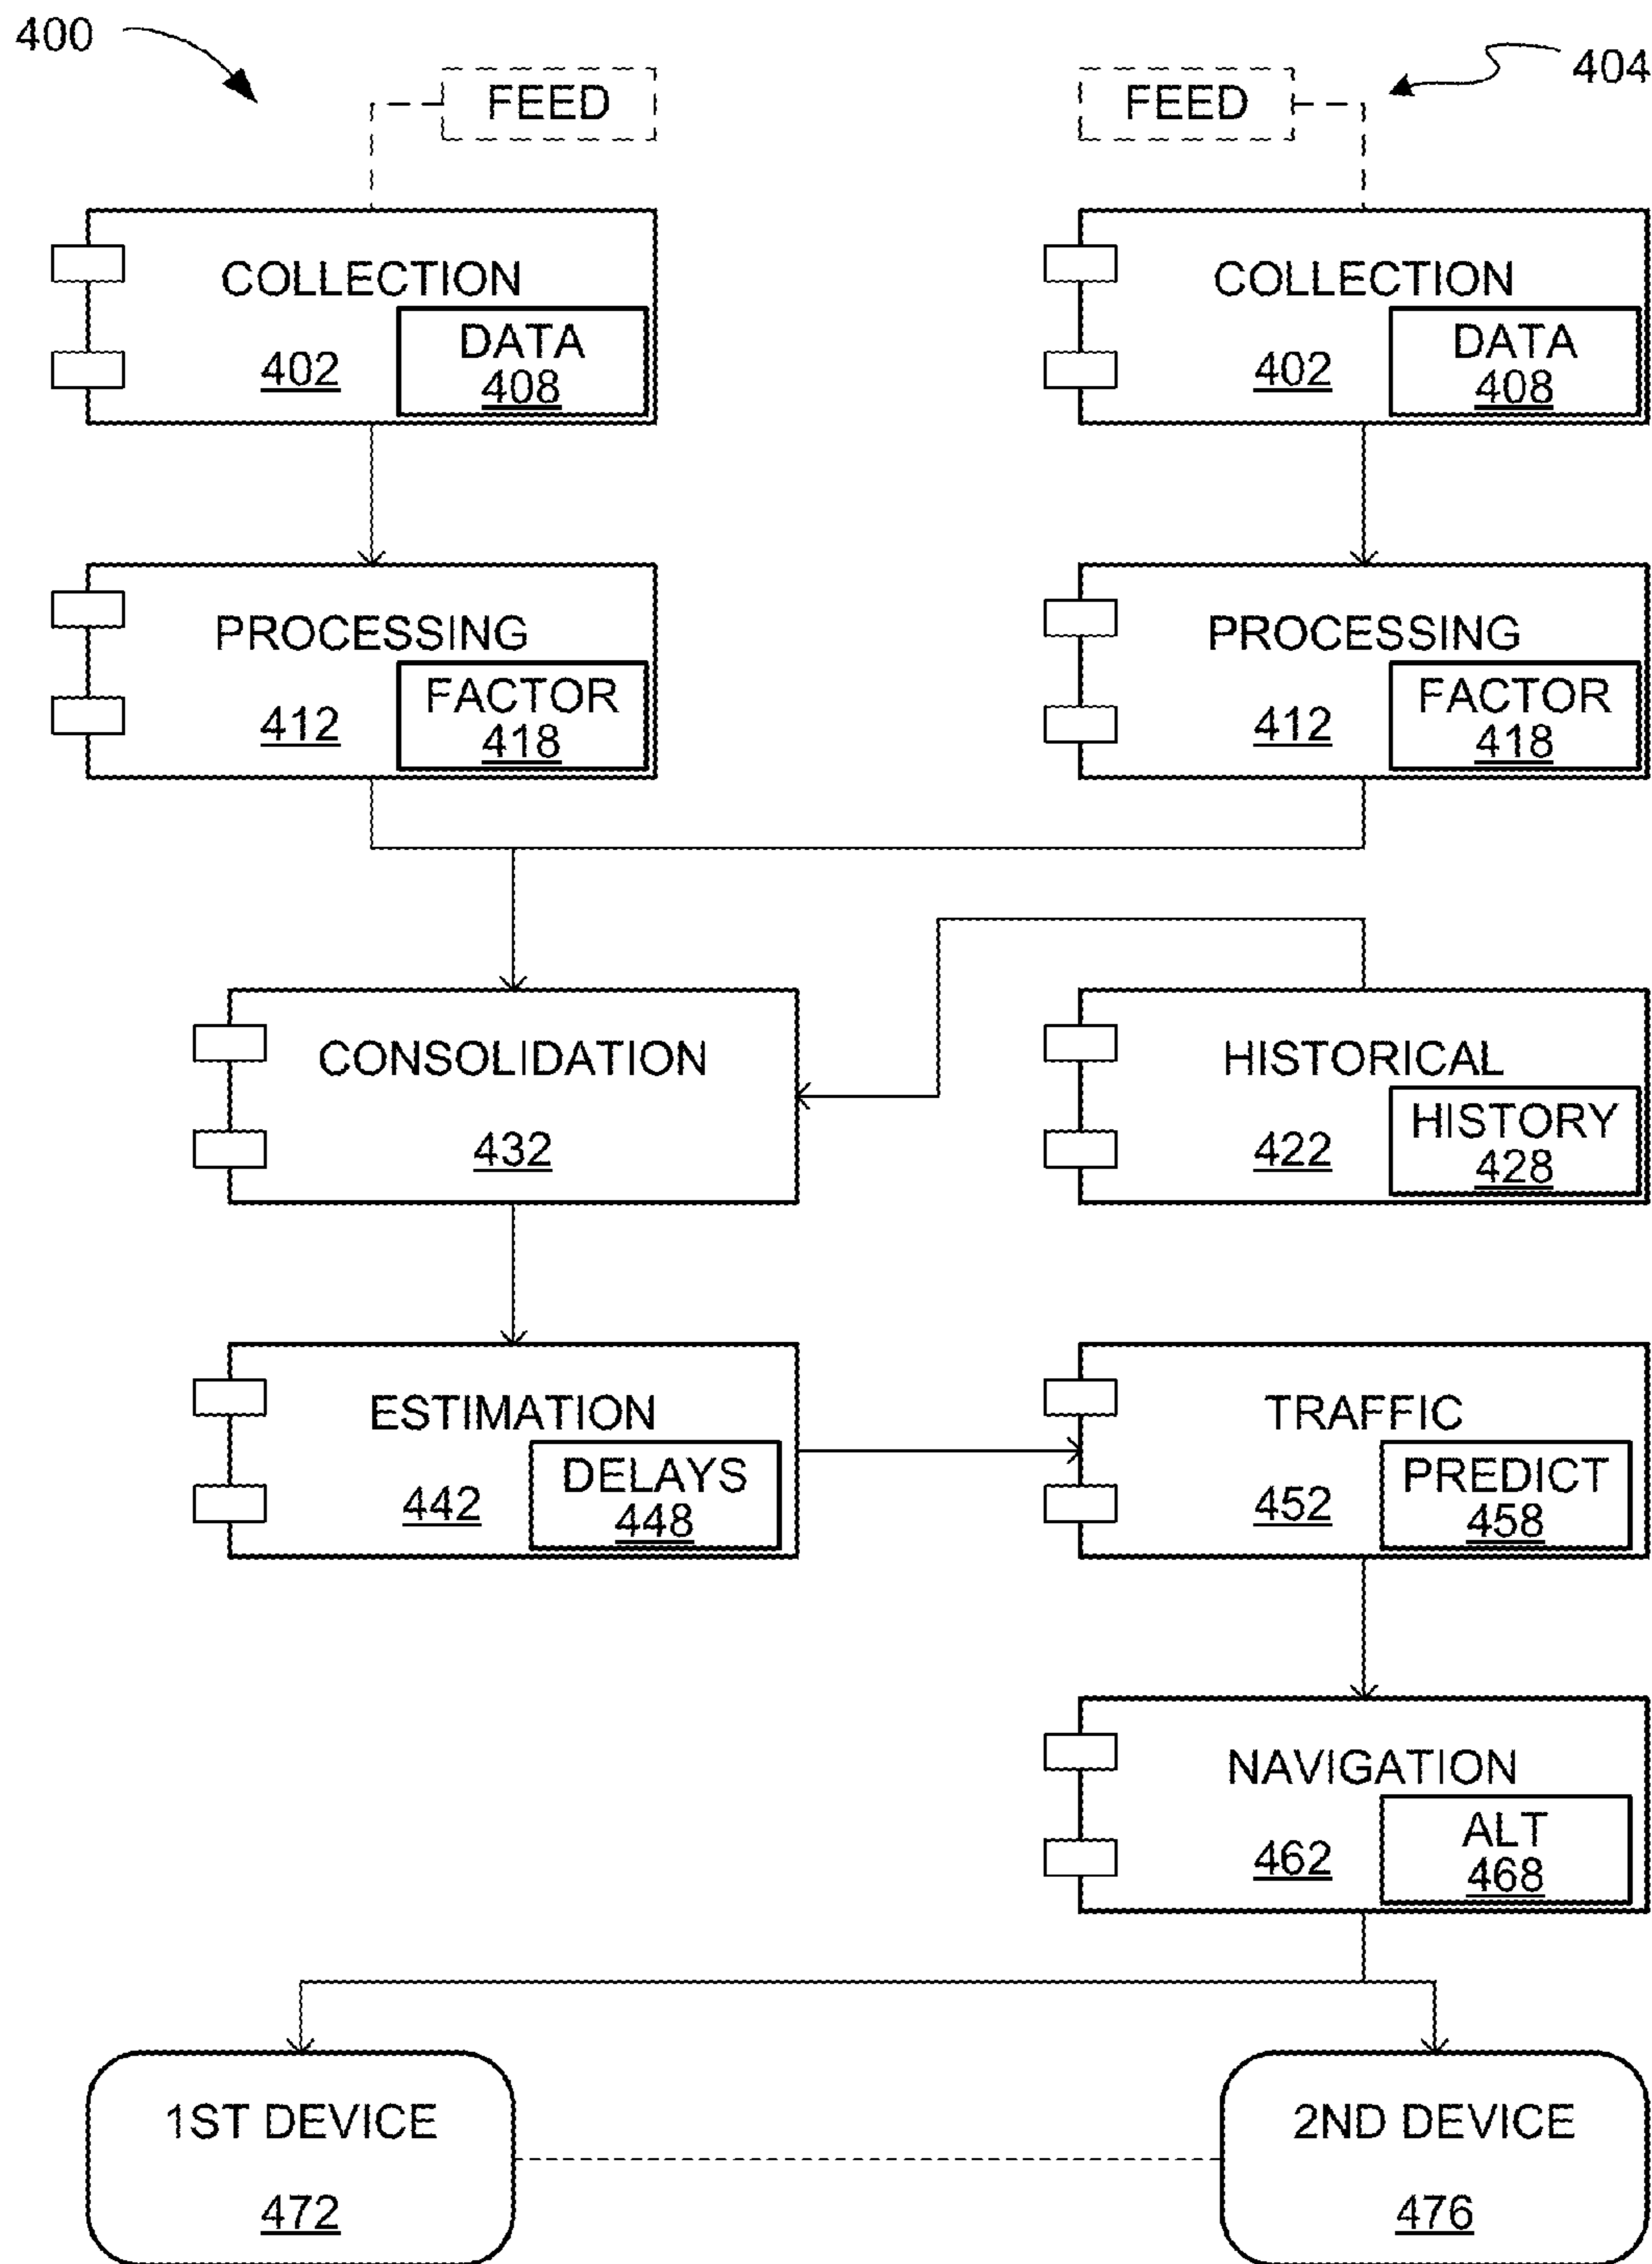 400
404
FEED
FEED
COLLECTION
402
DATA
408
COLLECTION
402
DATA
408
PROCESSING
412
FACTOR
418
PROCESSING
412
FACTOR
418
CONSOLIDATION
432
HISTORICAL
422
HISTORY
428
ESTIMATION
442
DELAYS
448
TRAFFIC
452
PREDICT
458
NAVIGATION
462
ALT
468
1ST DEVICE
472
2ND DEVICE
476